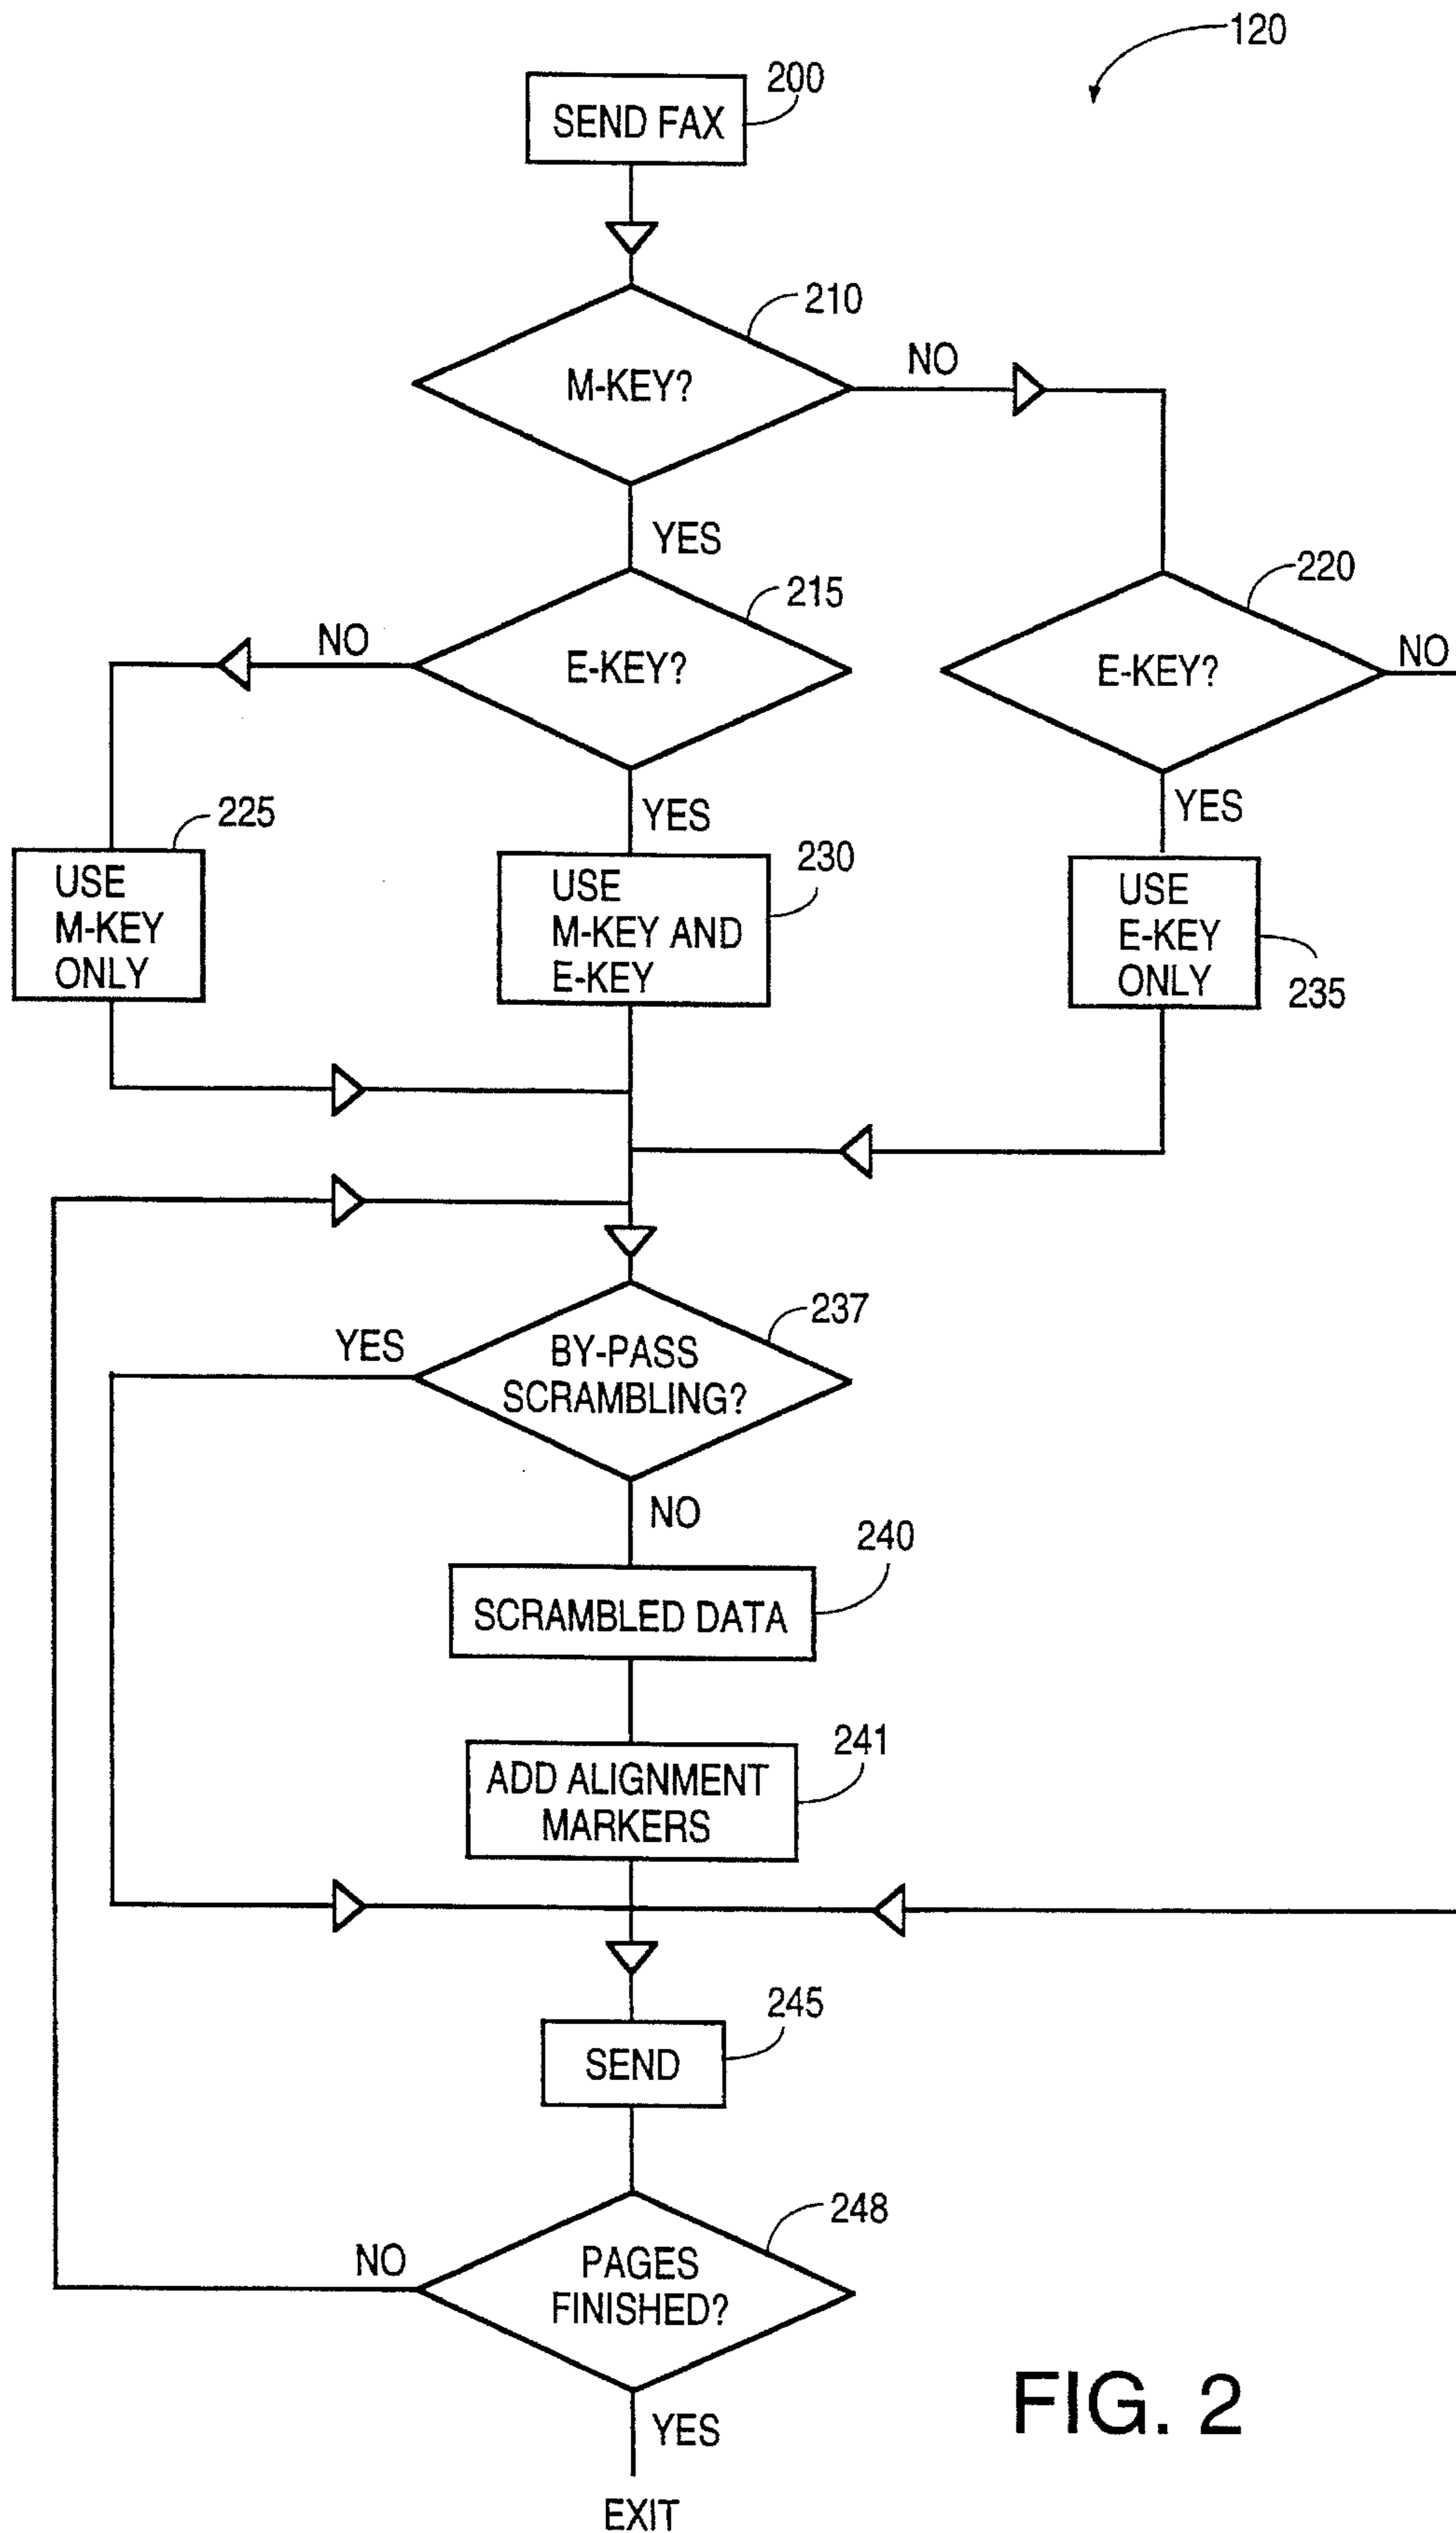 120
200
SEND FAX
210
M-KEY?
NO
YES
215
220
NO
E-KEY?
E-KEY?
NO
YES
YES
225
230
USE
M-KEY
ONLY
USE
M-KEY AND
E-KEY
USE
E-KEY
ONLY
235
237
YES
BY-PASS
SCRAMBLING?
NO
240
SCRAMBLED DATA
241
ADD ALIGNMENT
MARKERS
245
SEND
248
NO
PAGES
FINISHED?
YES
EXIT
FIG. 2